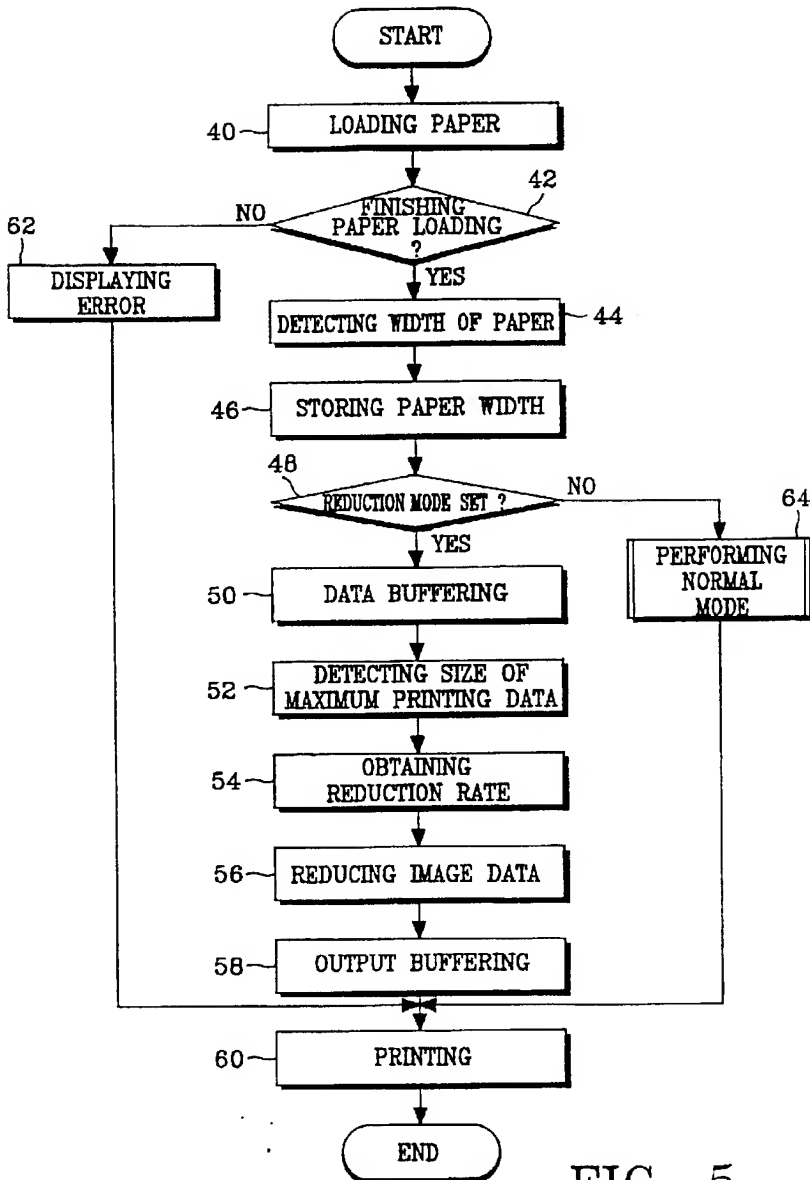 START
40
LOADING PAPER
42
FINISHING
PAPER LOADING
?
NO
62
DISPLAYING
ERROR
YES
DETECTING WIDTH OF PAPER
44
46
STORING PAPER WIDTH
48
REDUCTION MODE SET ?
NO
64
PERFORMING
NORMAL
MODE
YES
50
DATA BUFFERING
52
DETECTING SIZE OF
MAXIMUM PRINTING DATA
54
OBTAINING
REDUCTION RATE
56
REDUCING IMAGE DATA
58
OUTPUT BUFFERING
60
PRINTING
END
FIG. 5